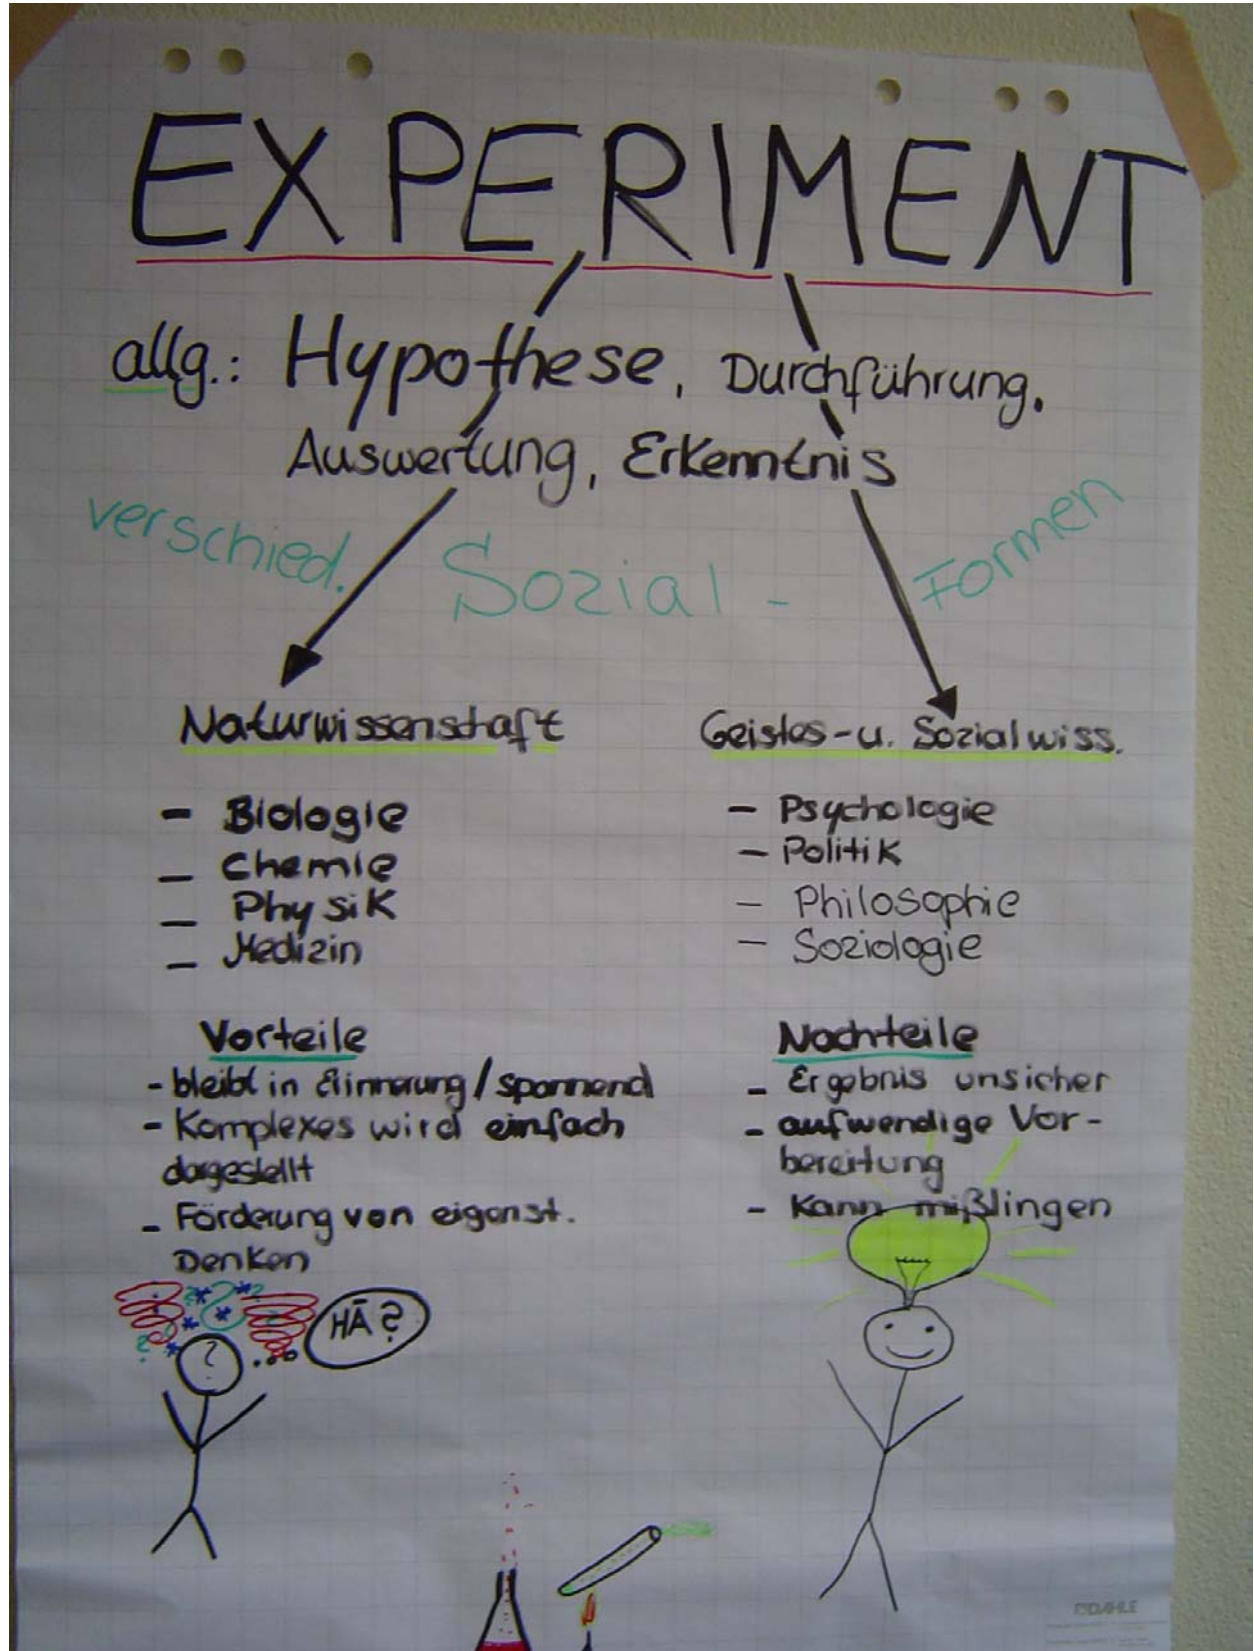 EXPERIMENT
allg.: Hypothese, Durchführung,
Auswertung, Erkenntnis
verschied. Sozial - Formen
Naturwissenschaft
- Biologie
- Chemie
- Physik
- Medizin
Geistes- u. Sozialwiss.
- Psychologie
- Politik
- Philosophie
- Soziologie
Vorteile
- bleibt in Erinnerung / spannend
- Komplexes wird einfach
dargestellt
- Förderung von eigenst.
Denken
Nachteile
- Ergebnis unsicher
- aufwendige Vor-
bereitung
- Kann mißlingen
HÄ?
?
DAHLE